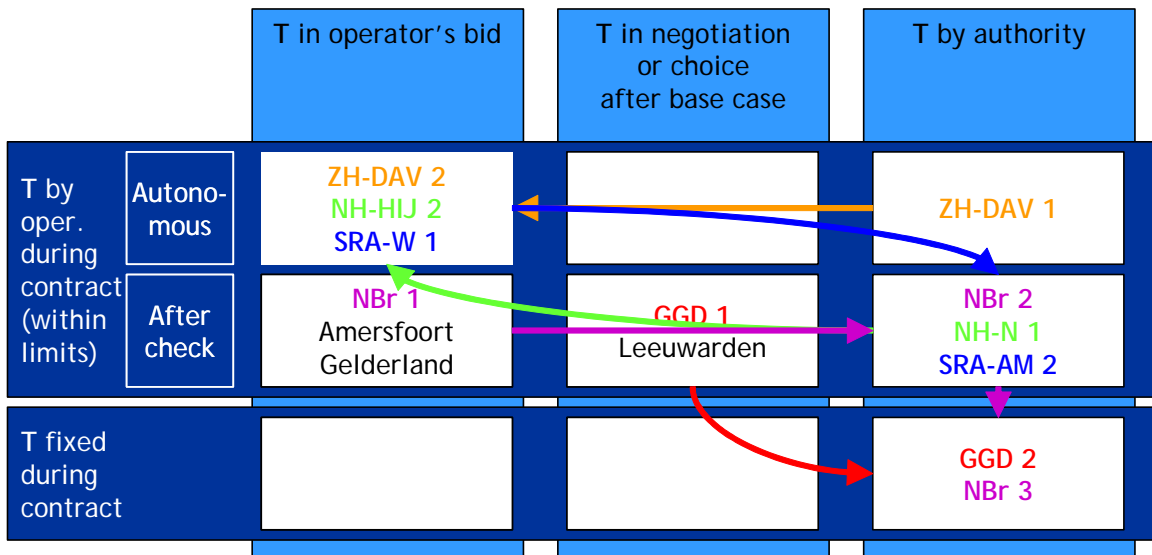 T in operator's bid
T in negotiation
or choice
after base case
T by authority
T by
oper.
during
contract
(within
limits)
Autono-
mous
ZH-DAV 2
NH-HIJ 2
SRA-W 1
ZH-DAV 1
After
check
NBr 1
Amersfoort
Gelderland
GGD 1
Leeuwarden
NBr 2
NH-N 1
SRA-AM 2
T fixed
during
contract
GGD 2
NBr 3